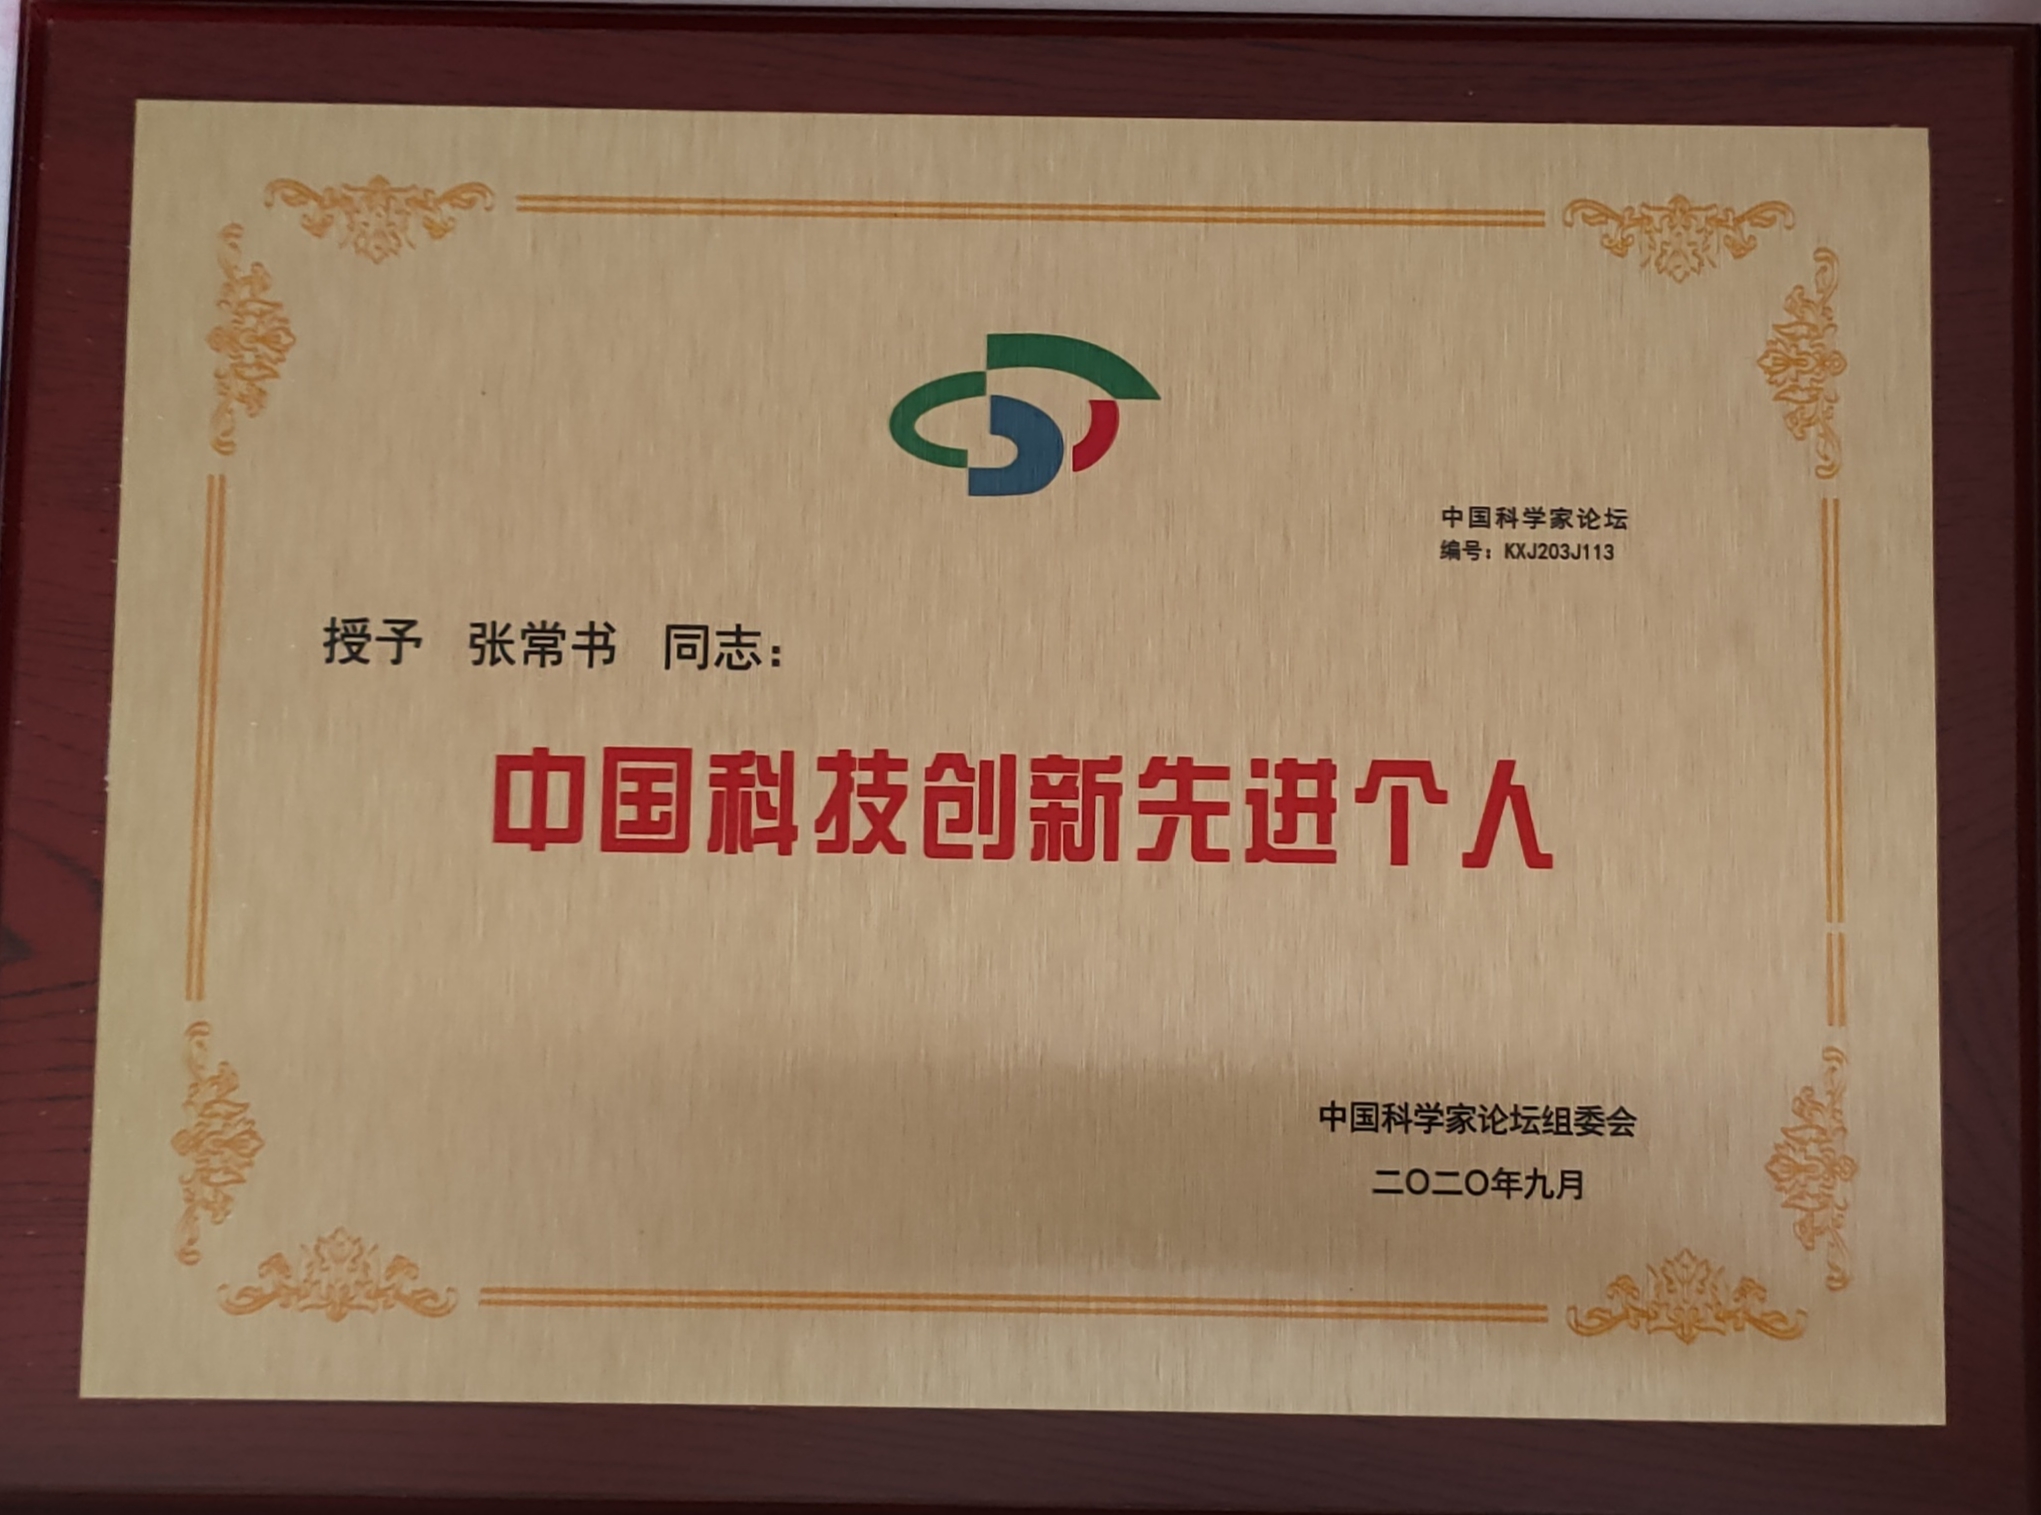 中国科学家论坛
编号：KXJ203J113
授予 张常书 同志：
中国科技创新先进个人
中国科学家论坛组委会
二〇二〇年九月